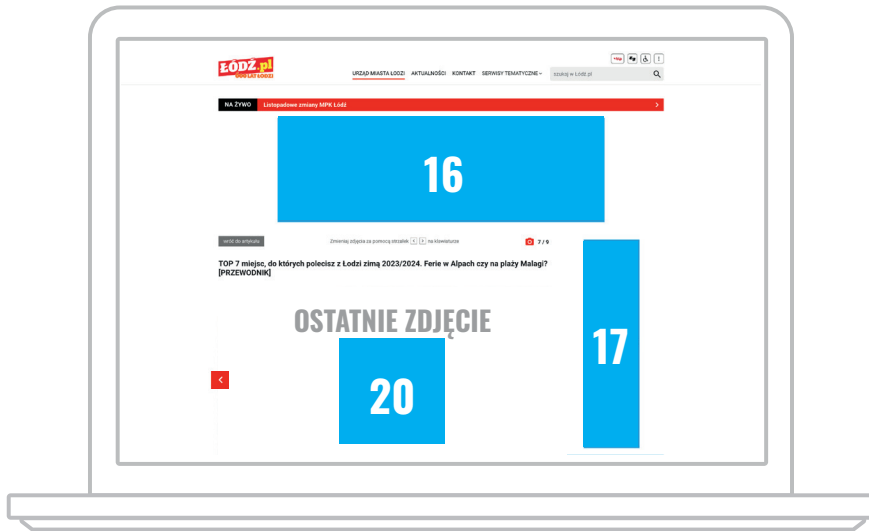 ŁÓDŹ.pl
600 LAT ŁODZI
URZĄD MIASTA ŁODZI AKTUALNOŚCI KONTAKT SERWISY TEMATYCZNE
szukaj w Łódź.pl
NA ŻYWO Listopadowe zmiany MPK Łódź
16
wróć do artykułu Zmieniaj zdjęcia za pomocą strzałek na klawiaturze 7 / 9
TOP 7 miejsc, do których polecisz z Łodzi zimą 2023/2024. Ferie w Alpach czy na plaży Malagi?
[PRZEWODNIK]
OSTATNIE ZDJĘCIE
17
20